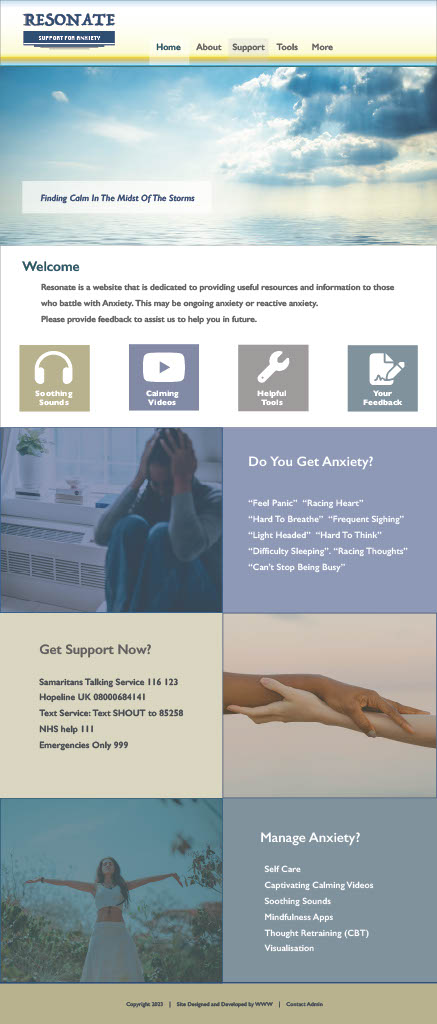 RESONATE
SUPPORT FOR ANXIETY
Home About Support Tools More
Finding Calm In The Midst Of The Storms
Welcome
Resonate is a website that is dedicated to providing useful resources and information to those
who battle with Anxiety. This may be ongoing anxiety or reactive anxiety.
Please provide feedback to assist us to help you in future.
Soothing
Sounds
Calming
Videos
Helpful
Tools
Your
Feedback
Do You Get Anxiety?
“Feel Panic” “Racing Heart”
“Hard To Breathe” “Frequent Sighing”
“Light Headed” “Hard To Think”
“Difficulty Sleeping”. “Racing Thoughts”
“Can't Stop Being Busy”
Get Support Now?
Samaritans Talking Service 116 123
Hopeline UK 08000684141
Text Service: Text SHOUT to 85258
NHS help 111
Emergencies Only 999
Manage Anxiety?
Self Care
Captivating Calming Videos
Soothing Sounds
Mindfulness Apps
Thought Retraining (CBT)
Visualisation
Copyright 2023 | Site Designed and Developed by WWW | Contact Admin